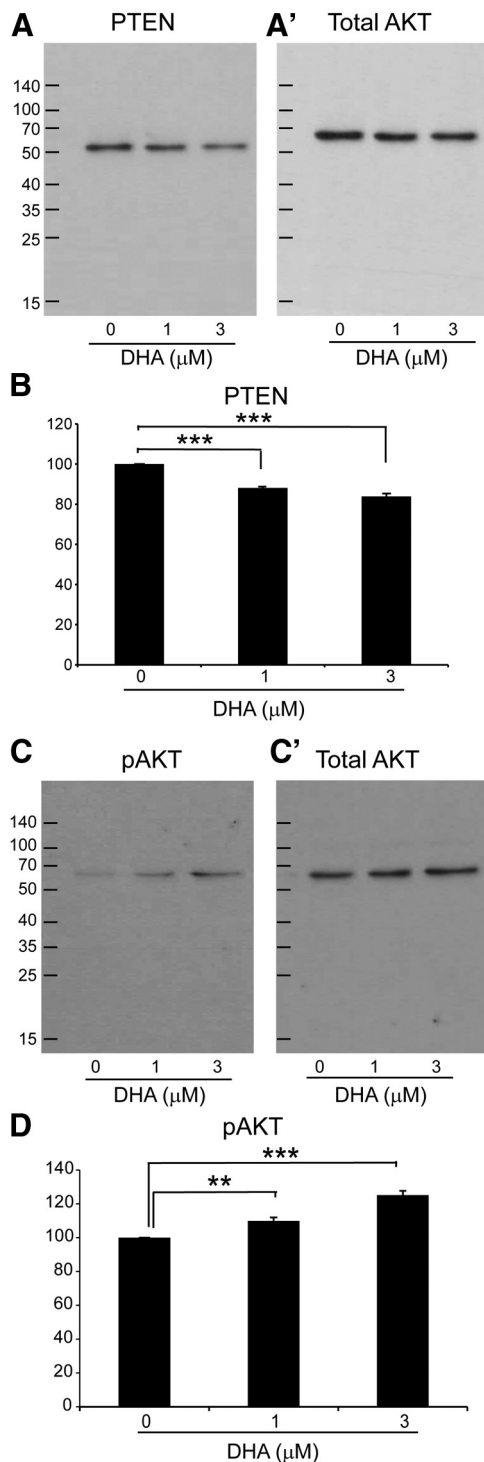 A
PTEN
A'
Total AKT
140
100
70
50
40
35
25
15
0 1 3
DHA (μM)
0 1 3
DHA (μM)
B
PTEN
120
100
80
60
40
20
0
***
***
0 1 3
DHA (μM)
C
pAKT
C'
Total AKT
140
100
70
50
40
35
25
15
0 1 3
DHA (μM)
0 1 3
DHA (μM)
D
pAKT
140
120
100
80
60
40
20
0
***
**
0 1 3
DHA (μM)